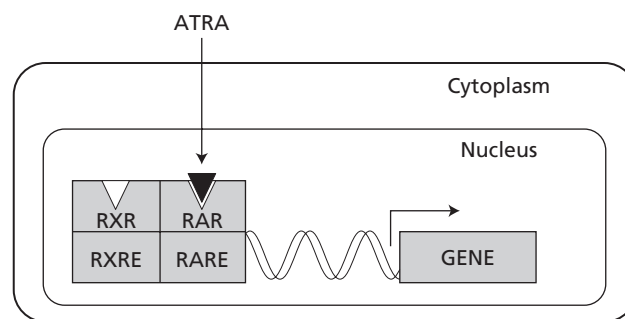 ATRA
Cytoplasm
Nucleus
RXR RAR
RXRE RARE GENE